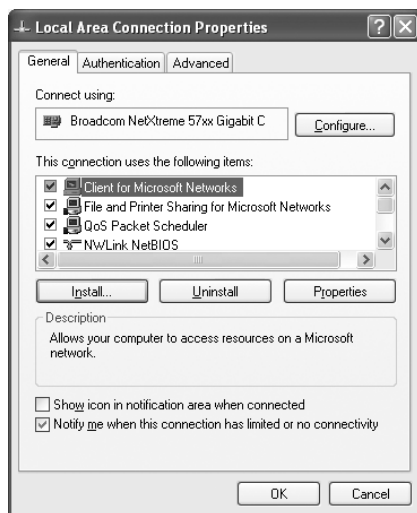 Local Area Connection Properties
General Authentication Advanced
Connect using:
Broadcom NetXtreme 57xx Gigabit C Configure...
This connection uses the following items:
Client for Microsoft Networks
File and Printer Sharing for Microsoft Networks
QoS Packet Scheduler
NWLink NetBIOS
Install... Uninstall Properties
Description
Allows your computer to access resources on a Microsoft
network.
Show icon in notification area when connected
Notify me when this connection has limited or no connectivity
OK Cancel